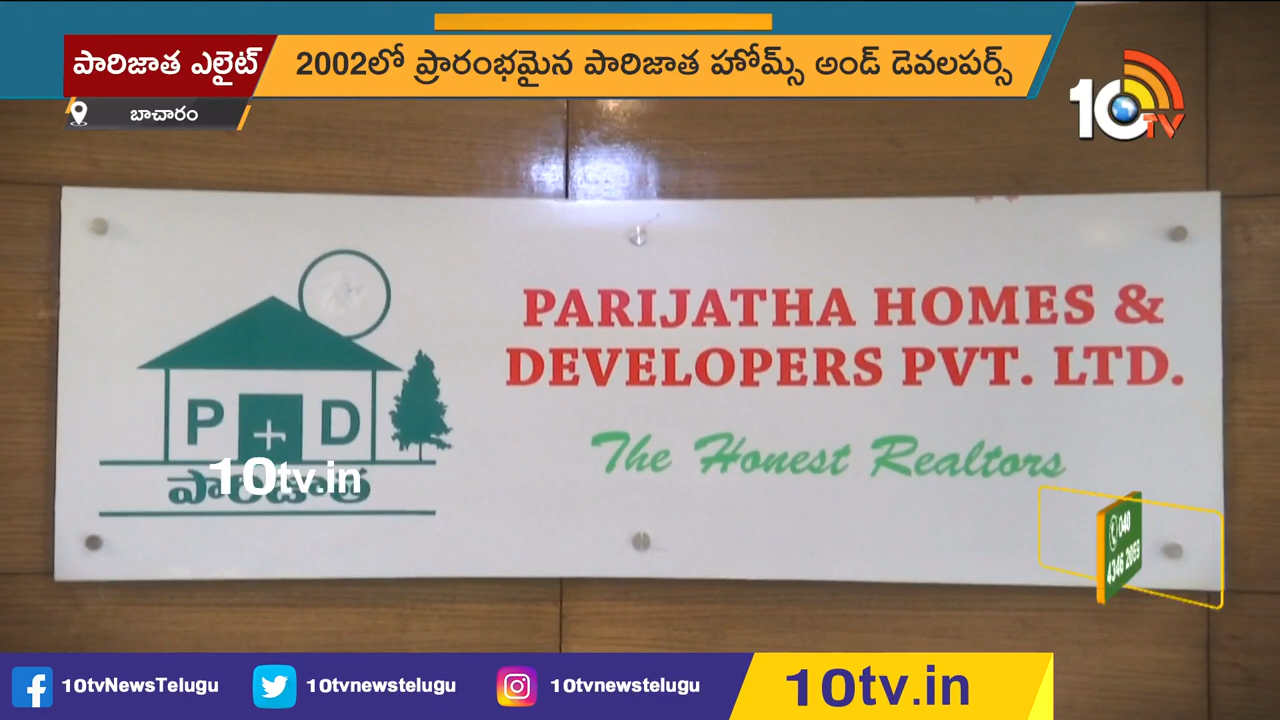 పారిజాత ఎలైట్
2002లో ప్రారంభమైన పారిజాత హోమ్స్ అండ్ డెవలపర్స్
బాచారం
10TV
PARIJATHA HOMES &
DEVELOPERS PVT. LTD.
The Honest Realtors
P + D
పారిజాత
10tv.in
040
4346 2069
10tvNewsTelugu
10tvnewstelugu
10tvnewstelugu
10tv.in